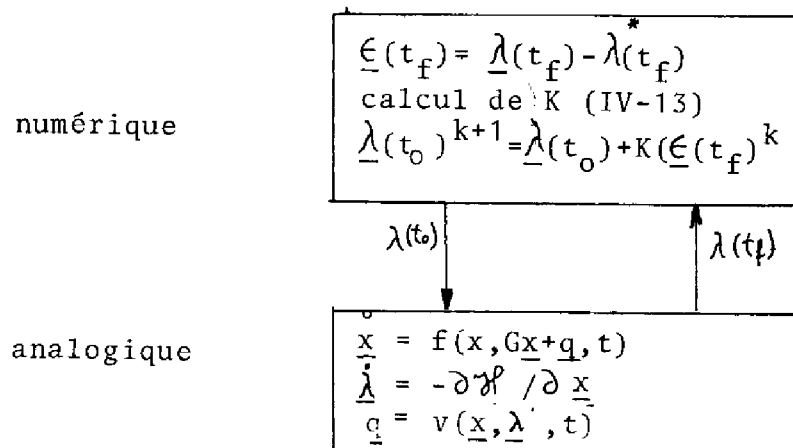 ϵ(t_f) = λ(t_f) - λ*(t_f)
calcul de K (IV-13)
numérique
λ(t_o)^{k+1} = λ(t_o) + K(ϵ(t_f)^k
λ(t_o)
λ(t_f)
ẋ = f(x, Gx+q, t)
analogique
λ̇ = -∂ℋ / ∂x
q = v(x, λ, t)